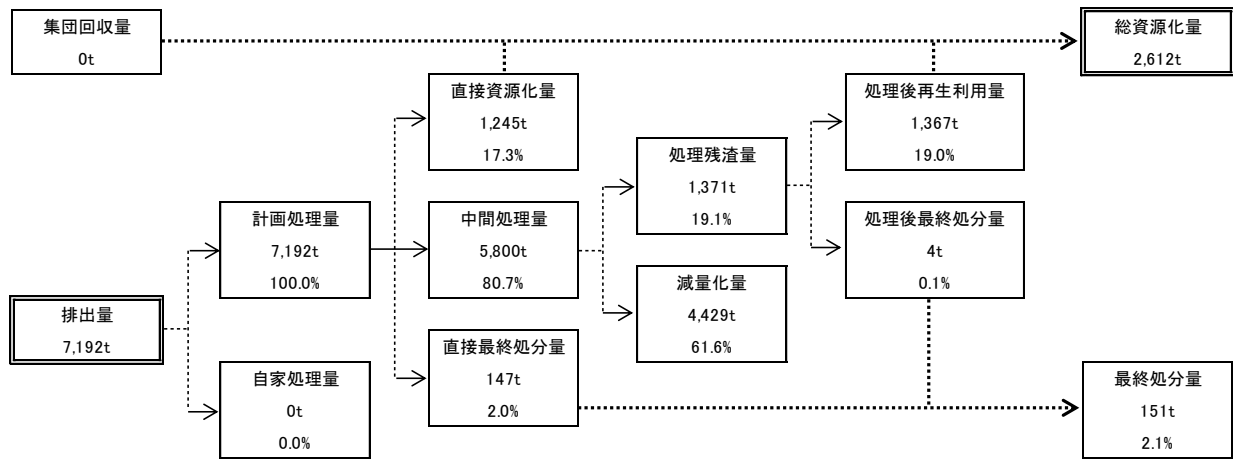 集団回収量
0t
総資源化量
2,612t
直接資源化量
1,245t
17.3%
処理後再生利用量
1,367t
19.0%
処理残渣量
1,371t
19.1%
計画処理量
7,192t
100.0%
中間処理量
5,800t
80.7%
処理後最終処分量
4t
0.1%
減量化量
4,429t
61.6%
排出量
7,192t
直接最終処分量
147t
2.0%
自家処理量
0t
0.0%
最終処分量
151t
2.1%